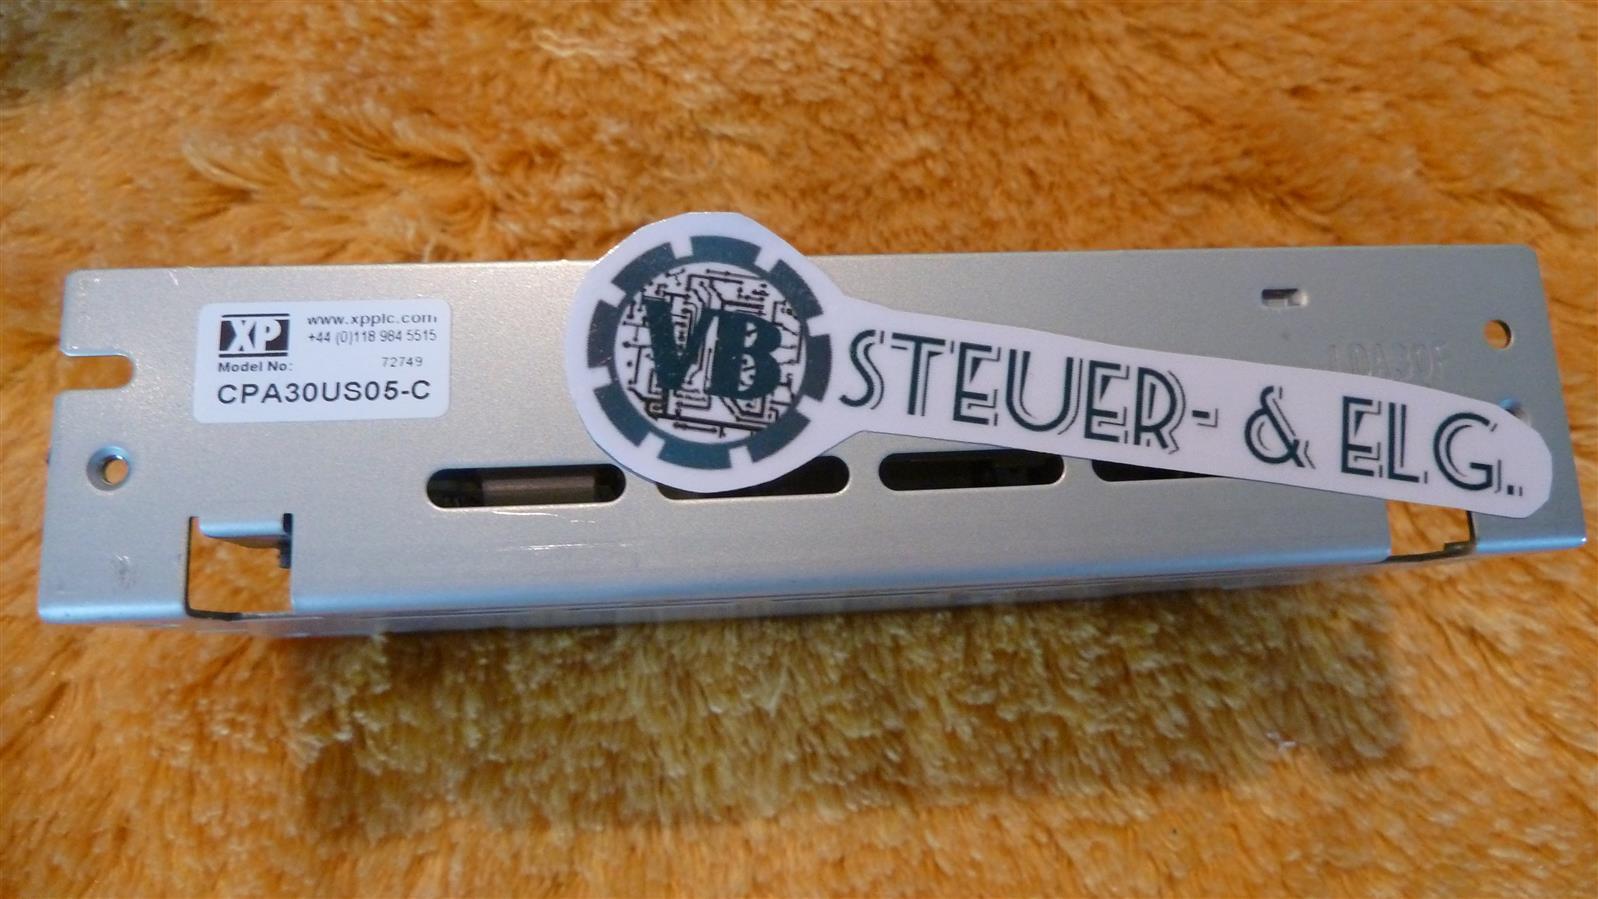 XP
www.xpplc.com
+44 (0)118 984 5515
72749
Model No:
CPA30US05-C
VB
STEUER- & ELG..